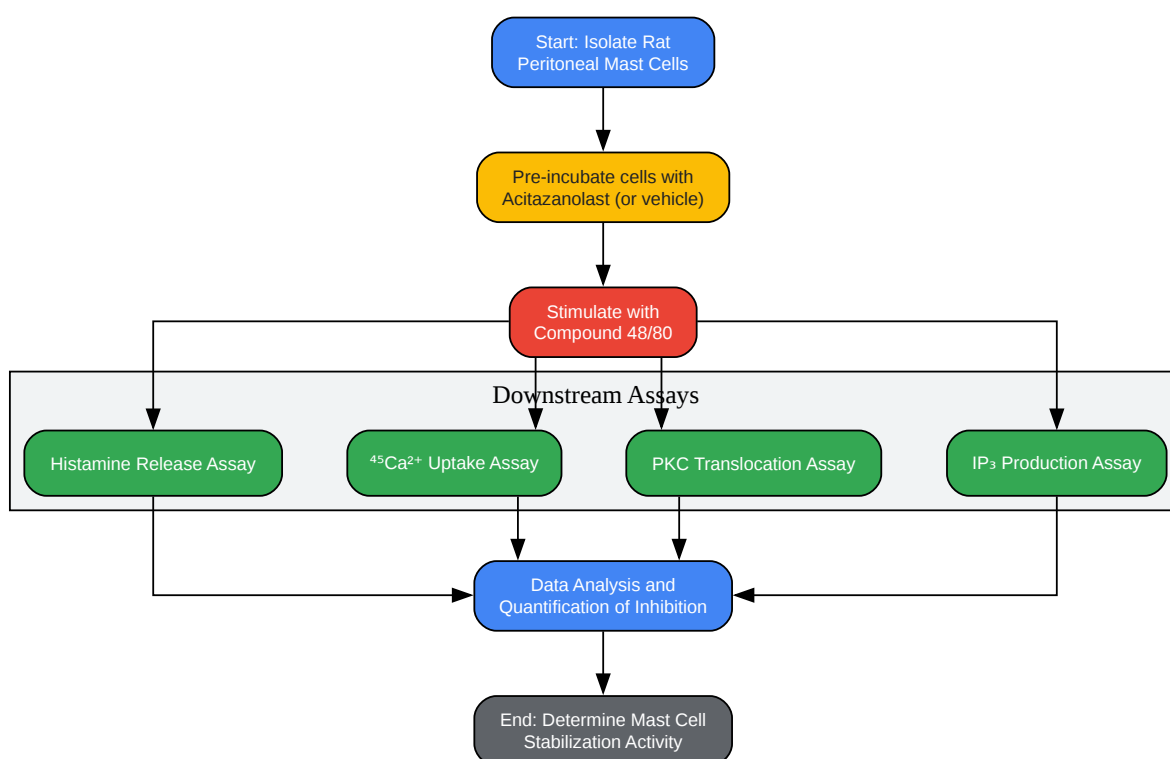 Start: Isolate Rat
Peritoneal Mast Cells
Pre-incubate cells with
Acitazanolast (or vehicle)
Stimulate with
Compound 48/80
Downstream Assays
Histamine Release Assay
⁴⁵Ca²⁺ Uptake Assay
PKC Translocation Assay
IP₃ Production Assay
Data Analysis and
Quantification of Inhibition
End: Determine Mast Cell
Stabilization Activity